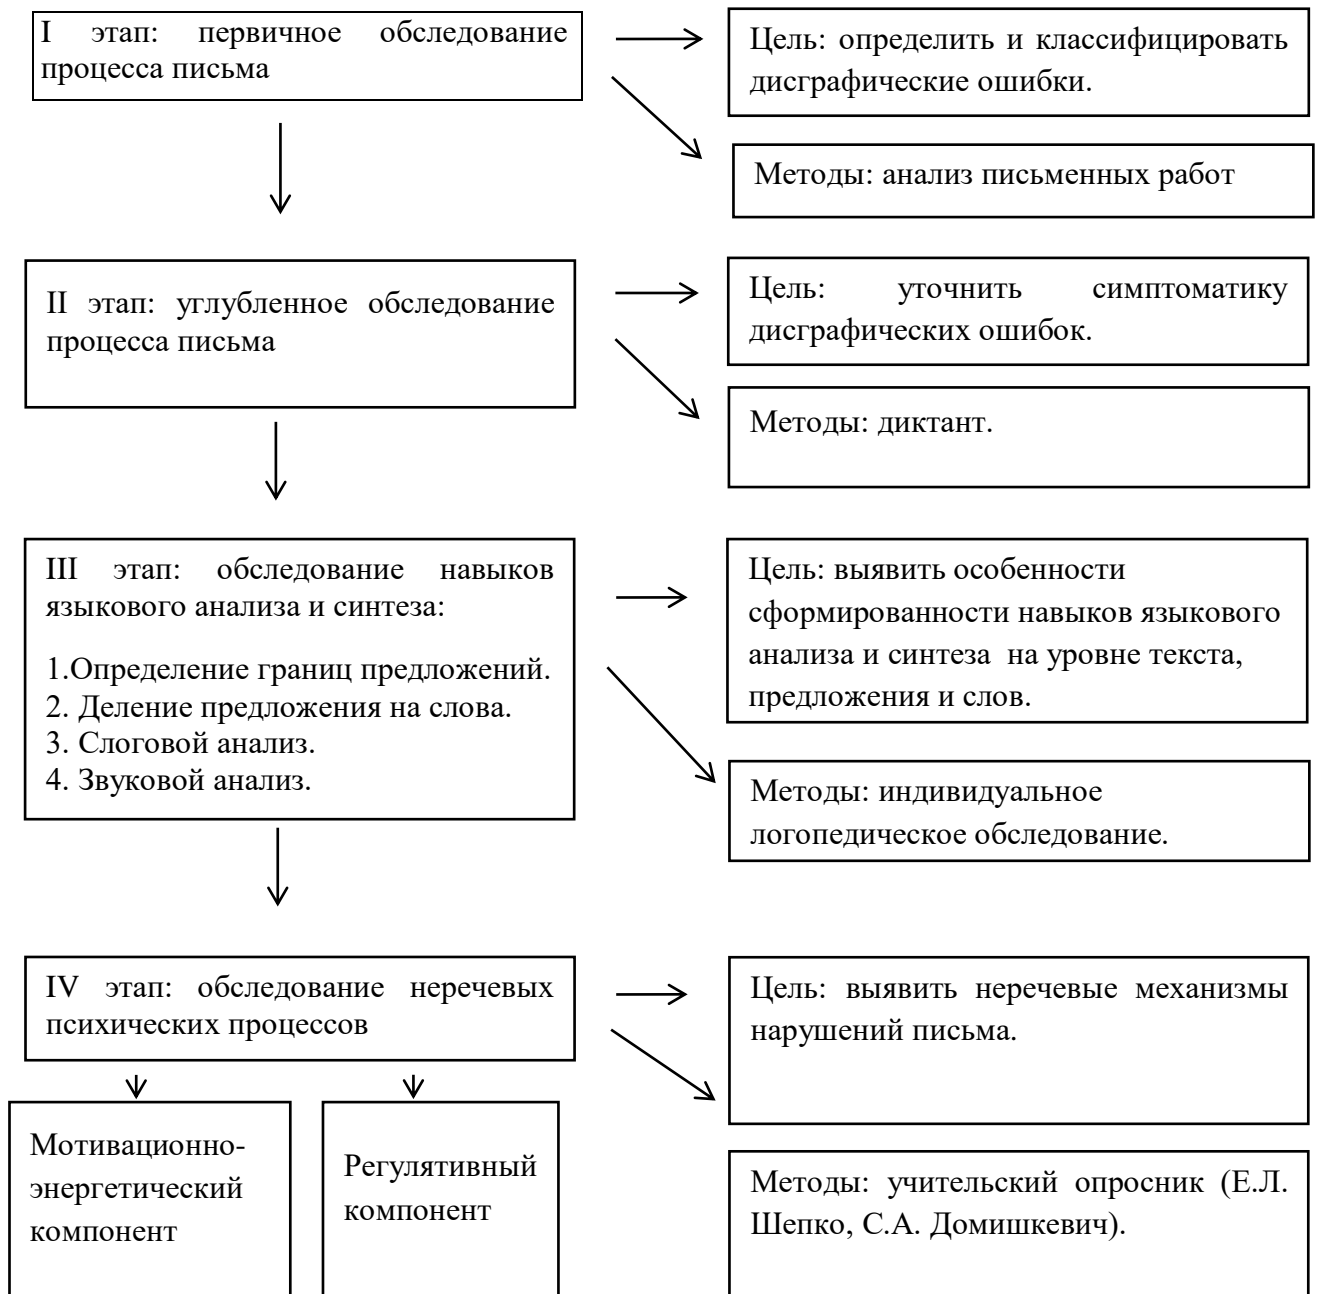 I этап: первичное обследование
процесса письма
Цель: определить и классифицировать
дисграфические ошибки.
Методы: анализ письменных работ
II этап: углубленное обследование
процесса письма
Цель: уточнить симптоматику
дисграфических ошибок.
Методы: диктант.
III этап: обследование навыков
языкового анализа и синтеза:
1.Определение границ предложений.
2. Деление предложения на слова.
3. Слоговой анализ.
4. Звуковой анализ.
Цель: выявить особенности
сформированности навыков языкового
анализа и синтеза на уровне текста,
предложения и слов.
Методы: индивидуальное
логопедическое обследование.
IV этап: обследование неречевых
психических процессов
Цель: выявить неречевые механизмы
нарушений письма.
Мотивационно-
энергетический
компонент
Регулятивный
компонент
Методы: учительский опросник (Е.Л.
Шепко, С.А. Домишкевич).